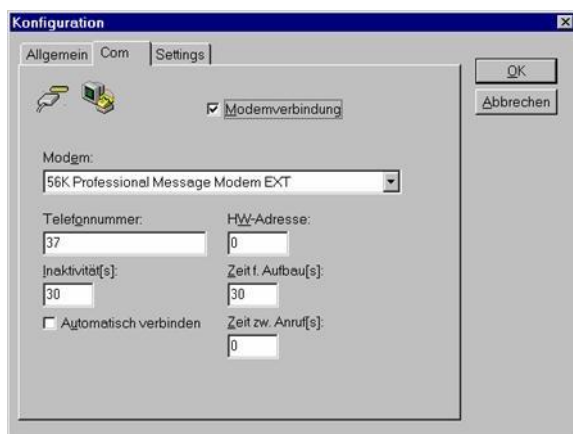 Konfiguration
Allgemein Com Settings
OK
Abbrechen
Modemverbindung
Modem:
56K Professional Message Modem EXT
Telefonnummer: HW-Adresse:
37 0
Inaktivität[s]: Zeit f. Aufbau[s]:
30 30
Automatisch verbinden Zeit zw. Anruf[s]:
0